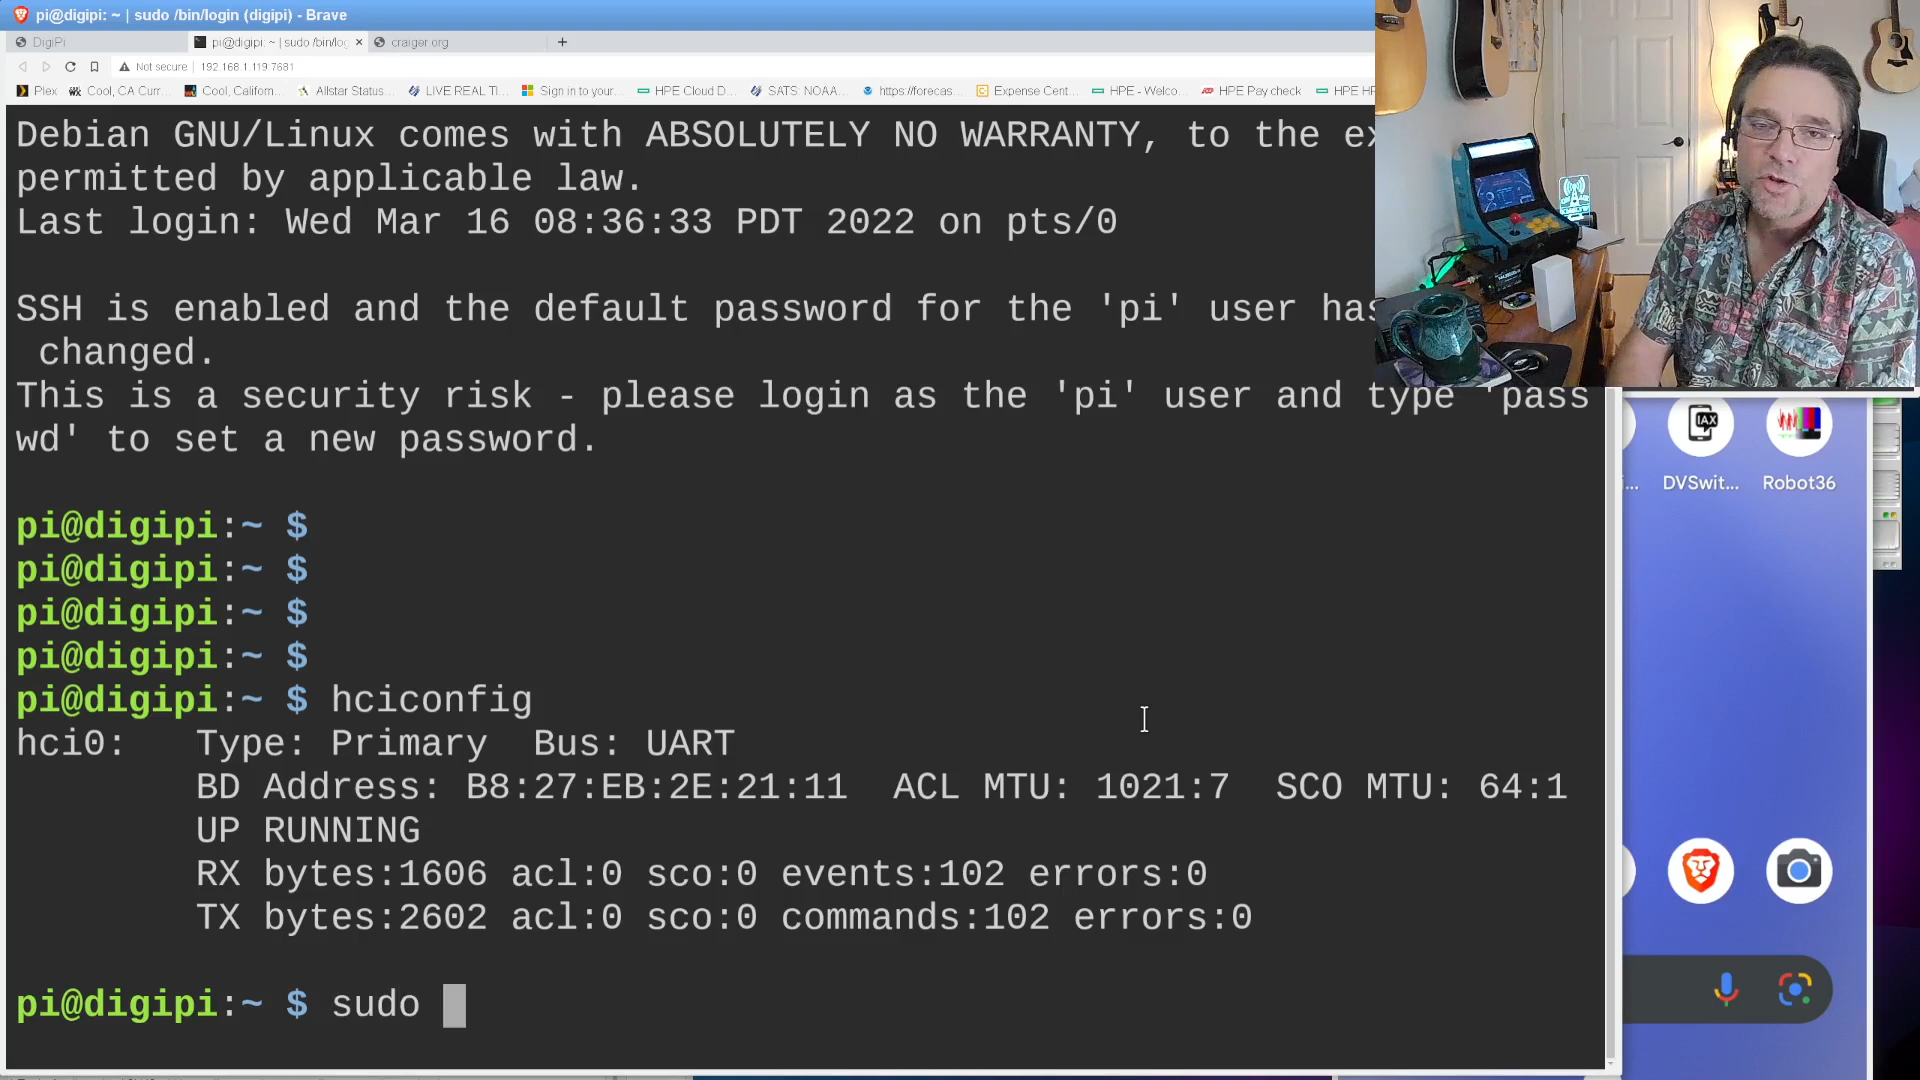 pi@digipi: ~ | sudo /bin/login (digipi) - Brave
DigiPi
pi@digipi: ~ | sudo /bin/log
craiger.org
Not secure 192.168.1.119:7681
Plex Cool, CA Curr... Cool, Californ... Allstar Status... LIVE REAL TI... Sign in to your... HPE Cloud D... SATS: NOAA... https://forecas... Expense Cent... HPE - Welco... HPE Pay check
Debian GNU/Linux comes with ABSOLUTELY NO WARRANTY, to the ex
permitted by applicable law.
Last login: Wed Mar 16 08:36:33 PDT 2022 on pts/0
SSH is enabled and the default password for the 'pi' user has
changed.
This is a security risk - please login as the 'pi' user and type 'pass
wd' to set a new password.
pi@digipi:~ $
pi@digipi:~ $
pi@digipi:~ $
pi@digipi:~ $
pi@digipi:~ $ hciconfig
hci0: Type: Primary Bus: UART
BD Address: B8:27:EB:2E:21:11 ACL MTU: 1021:7 SCO MTU: 64:1
UP RUNNING
RX bytes:1606 acl:0 sco:0 events:102 errors:0
TX bytes:2602 acl:0 sco:0 commands:102 errors:0
pi@digipi:~ $ sudo
IAX
DVSwit... Robot36